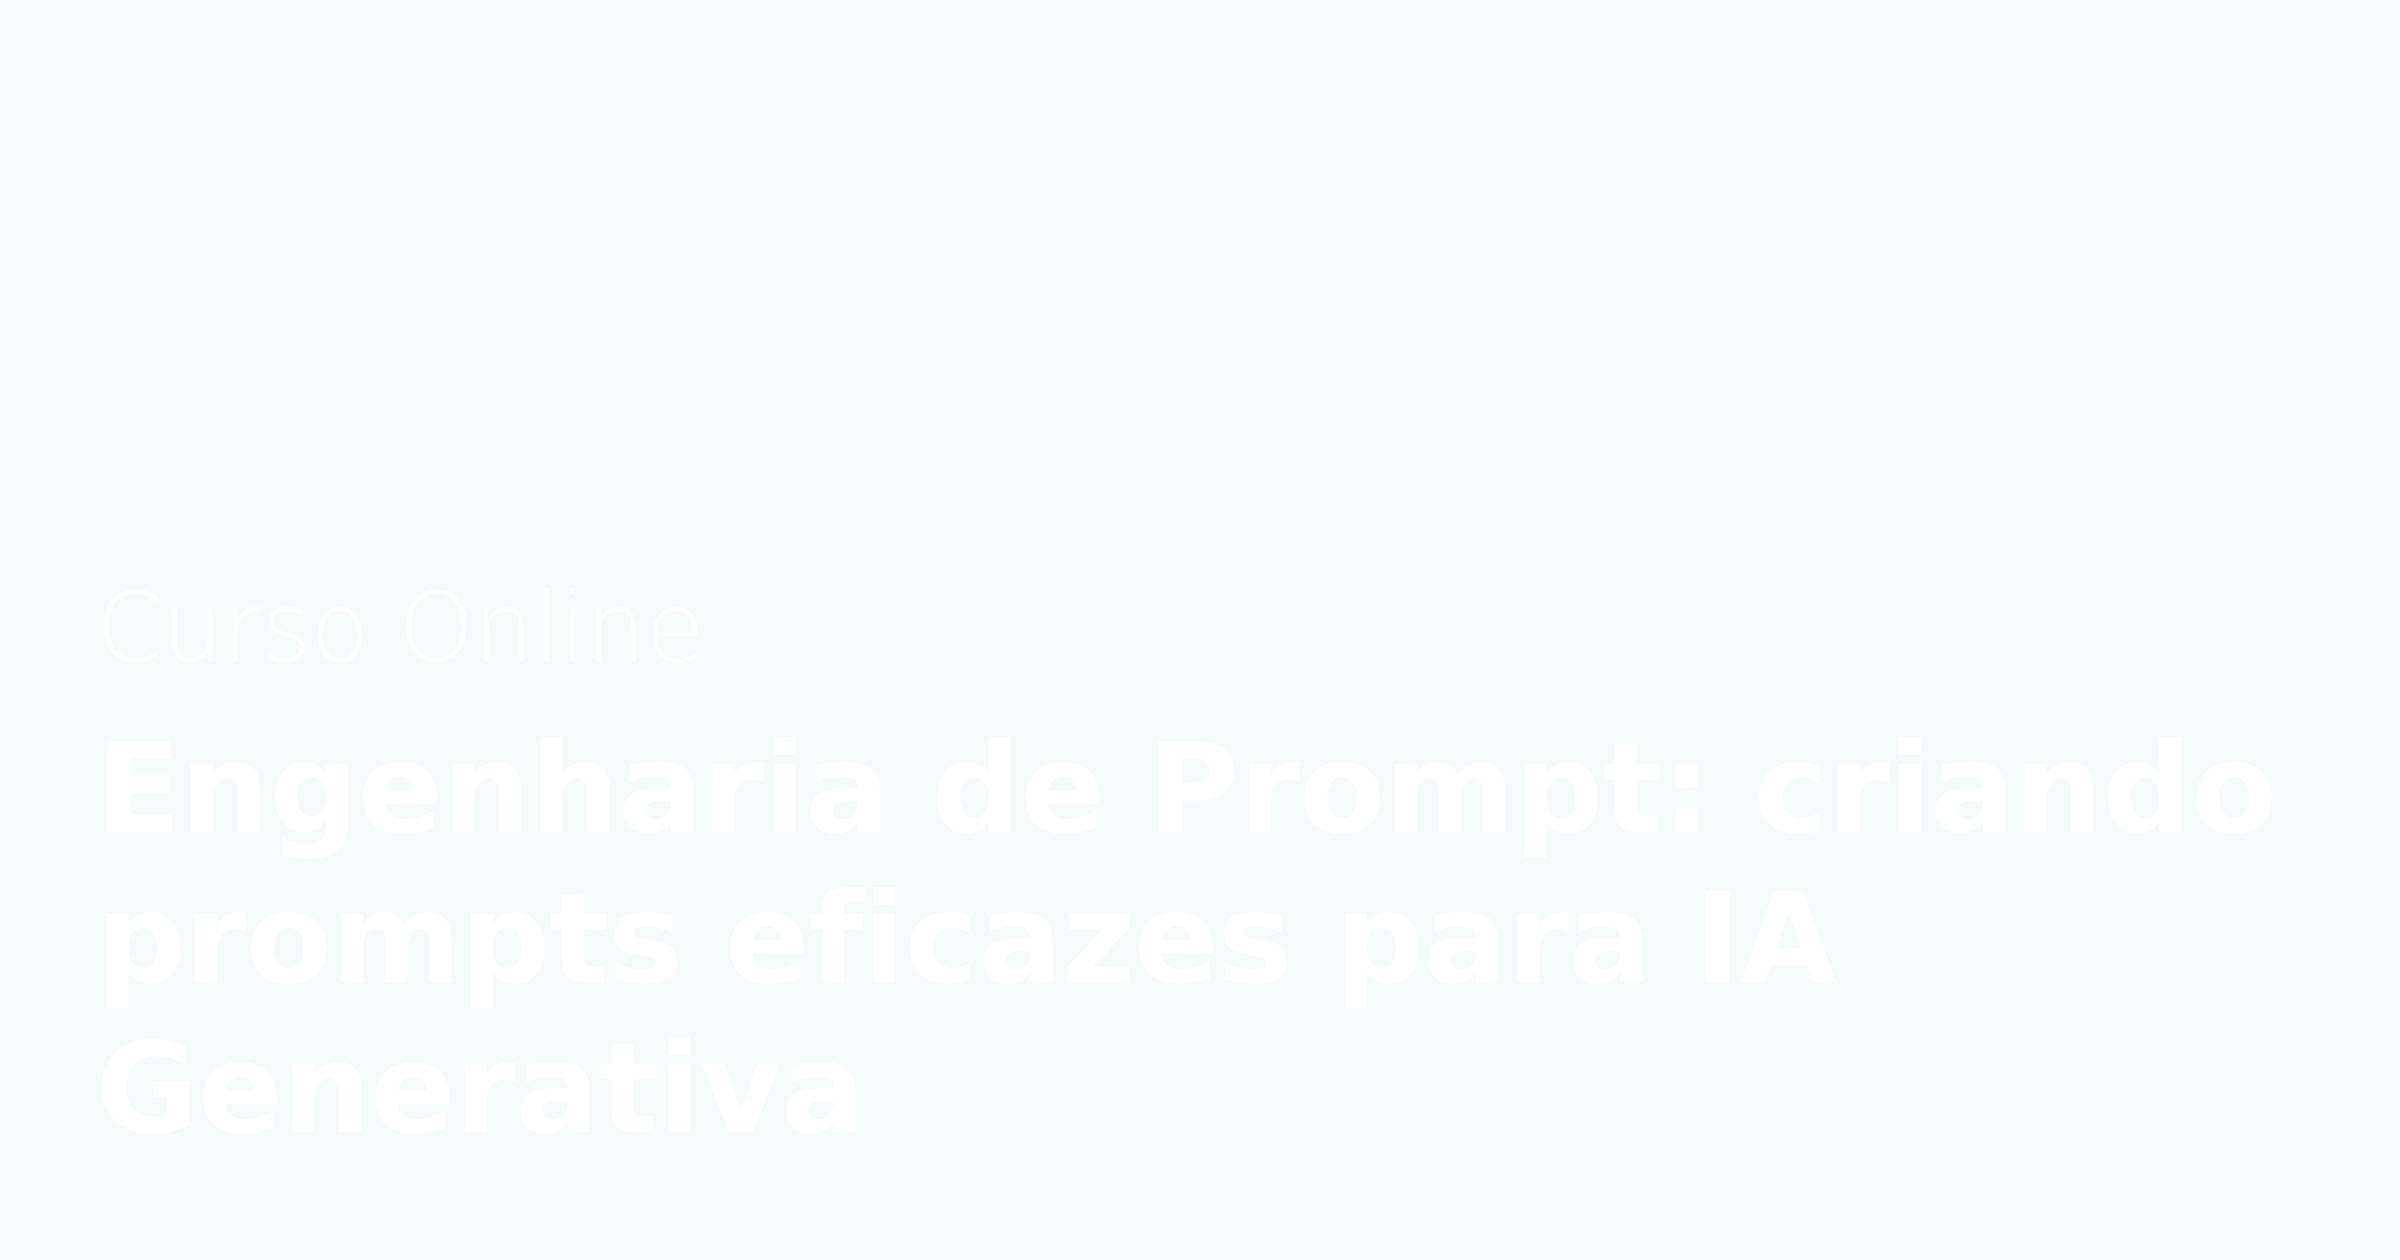 Curso Online
Engenharia de Prompt: criando
prompts eficazes para IA
Generativa